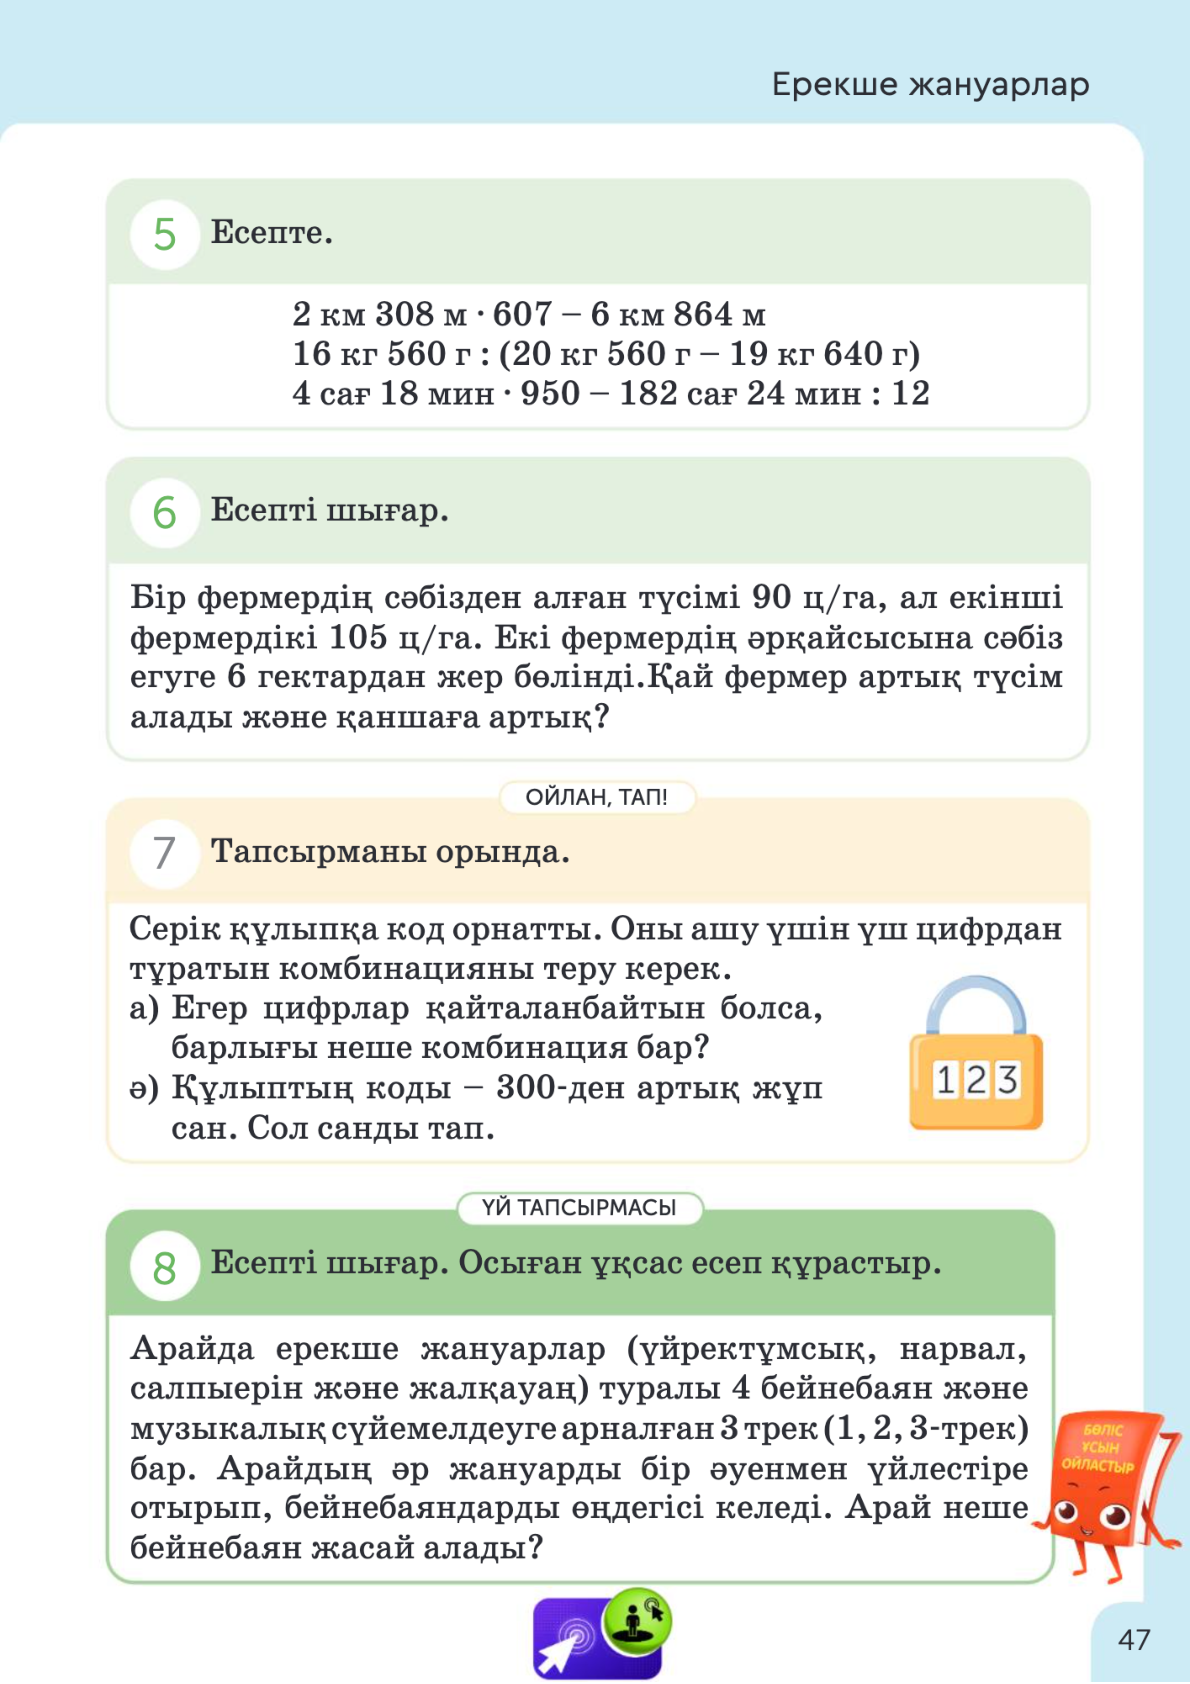 Ерекше жануарлар
5 Есепте.
2 км 308 м · 607 – 6 км 864 м
16 кг 560 г : (20 кг 560 г – 19 кг 640 г)
4 сағ 18 мин · 950 – 182 сағ 24 мин : 12
6 Есепті шығар.
Бір фермердің сәбізден алған түсімі 90 ц/га, ал екінші
фермердікі 105 ц/га. Екі фермердің әрқайсысына сәбіз
егуге 6 гектардан жер бөлінді.Қай фермер артық түсім
алады және қаншаға артық?
ОЙЛАН, ТАП!
7 Тапсырманы орында.
Серік құлыпқа код орнатты. Оны ашу үшін үш цифрдан
тұратын комбинацияны теру керек.
а) Егер цифрлар қайталанбайтын болса,
барлығы неше комбинация бар?
ә) Құлыптың коды – 300-ден артық жұп
сан. Сол санды тап.
123
ҮЙ ТАПСЫРМАСЫ
8 Есепті шығар. Осыған ұқсас есеп құрастыр.
Арайда ерекше жануарлар (үйректұмсық, нарвал,
салпыерін және жалқауаң) туралы 4 бейнебаян және
музыкалық сүйемелдеуге арналған 3 трек (1, 2, 3-трек)
бар. Арайдың әр жануарды бір әуенмен үйлестіре
отырып, бейнебаяндарды өңдегісі келеді. Арай неше
бейнебаян жасай алады?
БӨЛІС
ҰСЫН
ОЙЛАСТЫР
47